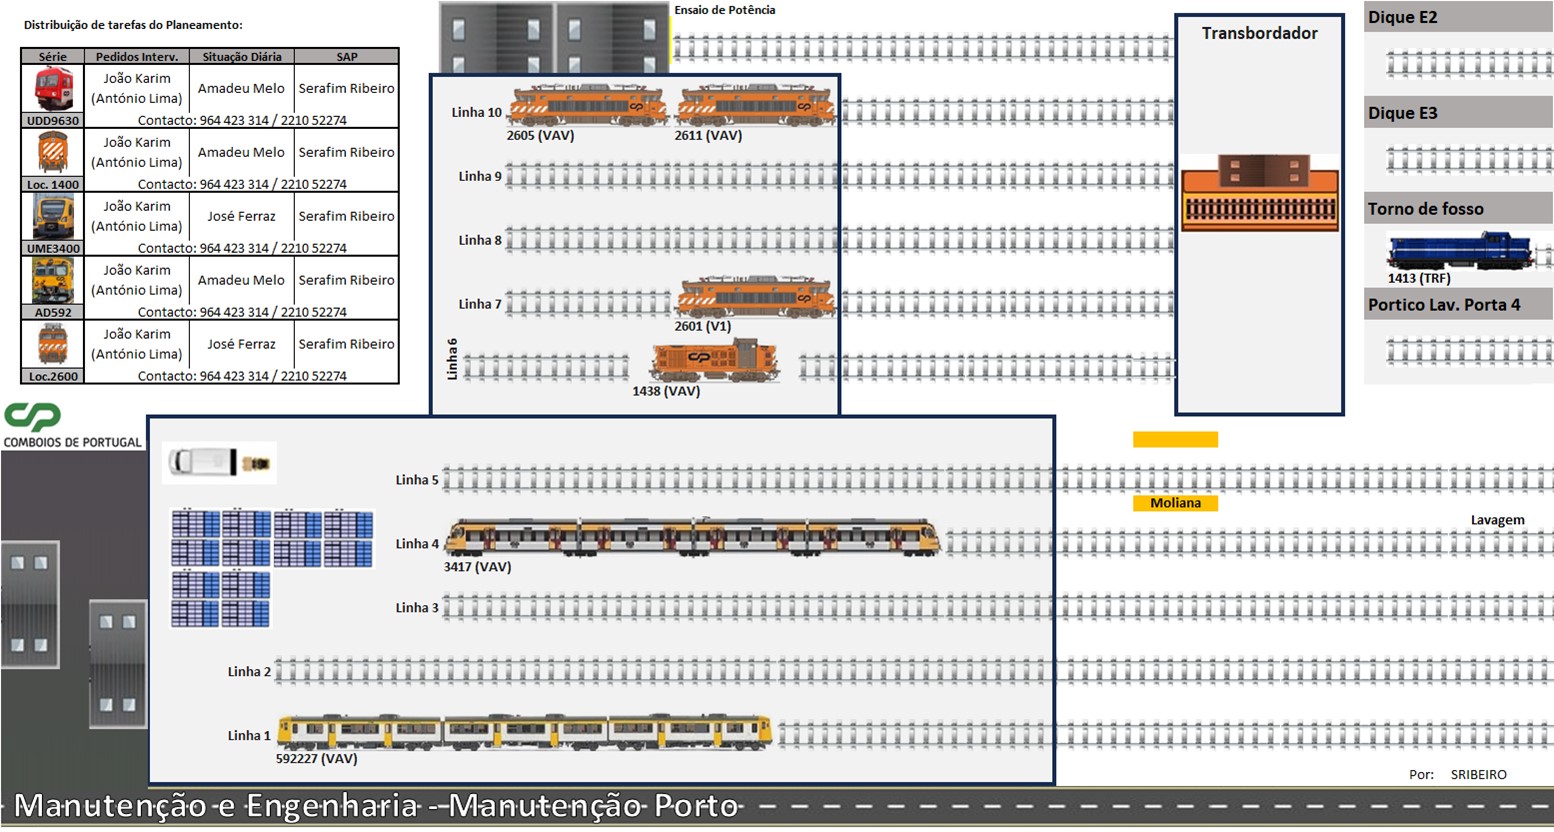 Distribuição de tarefas do Planeamento:
Série Pedidos Interv. Situação Diária SAP
João Karim
(António Lima) Amadeu Melo Serafim Ribeiro
UDD9630 Contacto: 964 423 314 / 2210 52274
João Karim
(António Lima) Amadeu Melo Serafim Ribeiro
Loc. 1400 Contacto: 964 423 314 / 2210 52274
João Karim
(António Lima) José Ferraz Serafim Ribeiro
UME3400 Contacto: 964 423 314 / 2210 52274
João Karim
(António Lima) Amadeu Melo Serafim Ribeiro
AD592 Contacto: 964 423 314 / 2210 52274
João Karim
(António Lima) José Ferraz Serafim Ribeiro
Loc.2600 Contacto: 964 423 314 / 2210 52274
CP
COMBOIOS DE PORTUGAL
Ensaio de Potência
Linha 10
2605 (VAV) 2611 (VAV)
Linha 9
Linha 8
Linha 7
2601 (V1)
Linha 6
1438 (VAV)
Transbordador
Dique E2
Dique E3
Torno de fosso
1413 (TRF)
Portico Lav. Porta 4
Linha 5
Moliana
Lavagem
Linha 4
3417 (VAV)
Linha 3
Linha 2
Linha 1
592227 (VAV)
Por: SRIBEIRO
Manutenção e Engenharia - Manutenção Porto